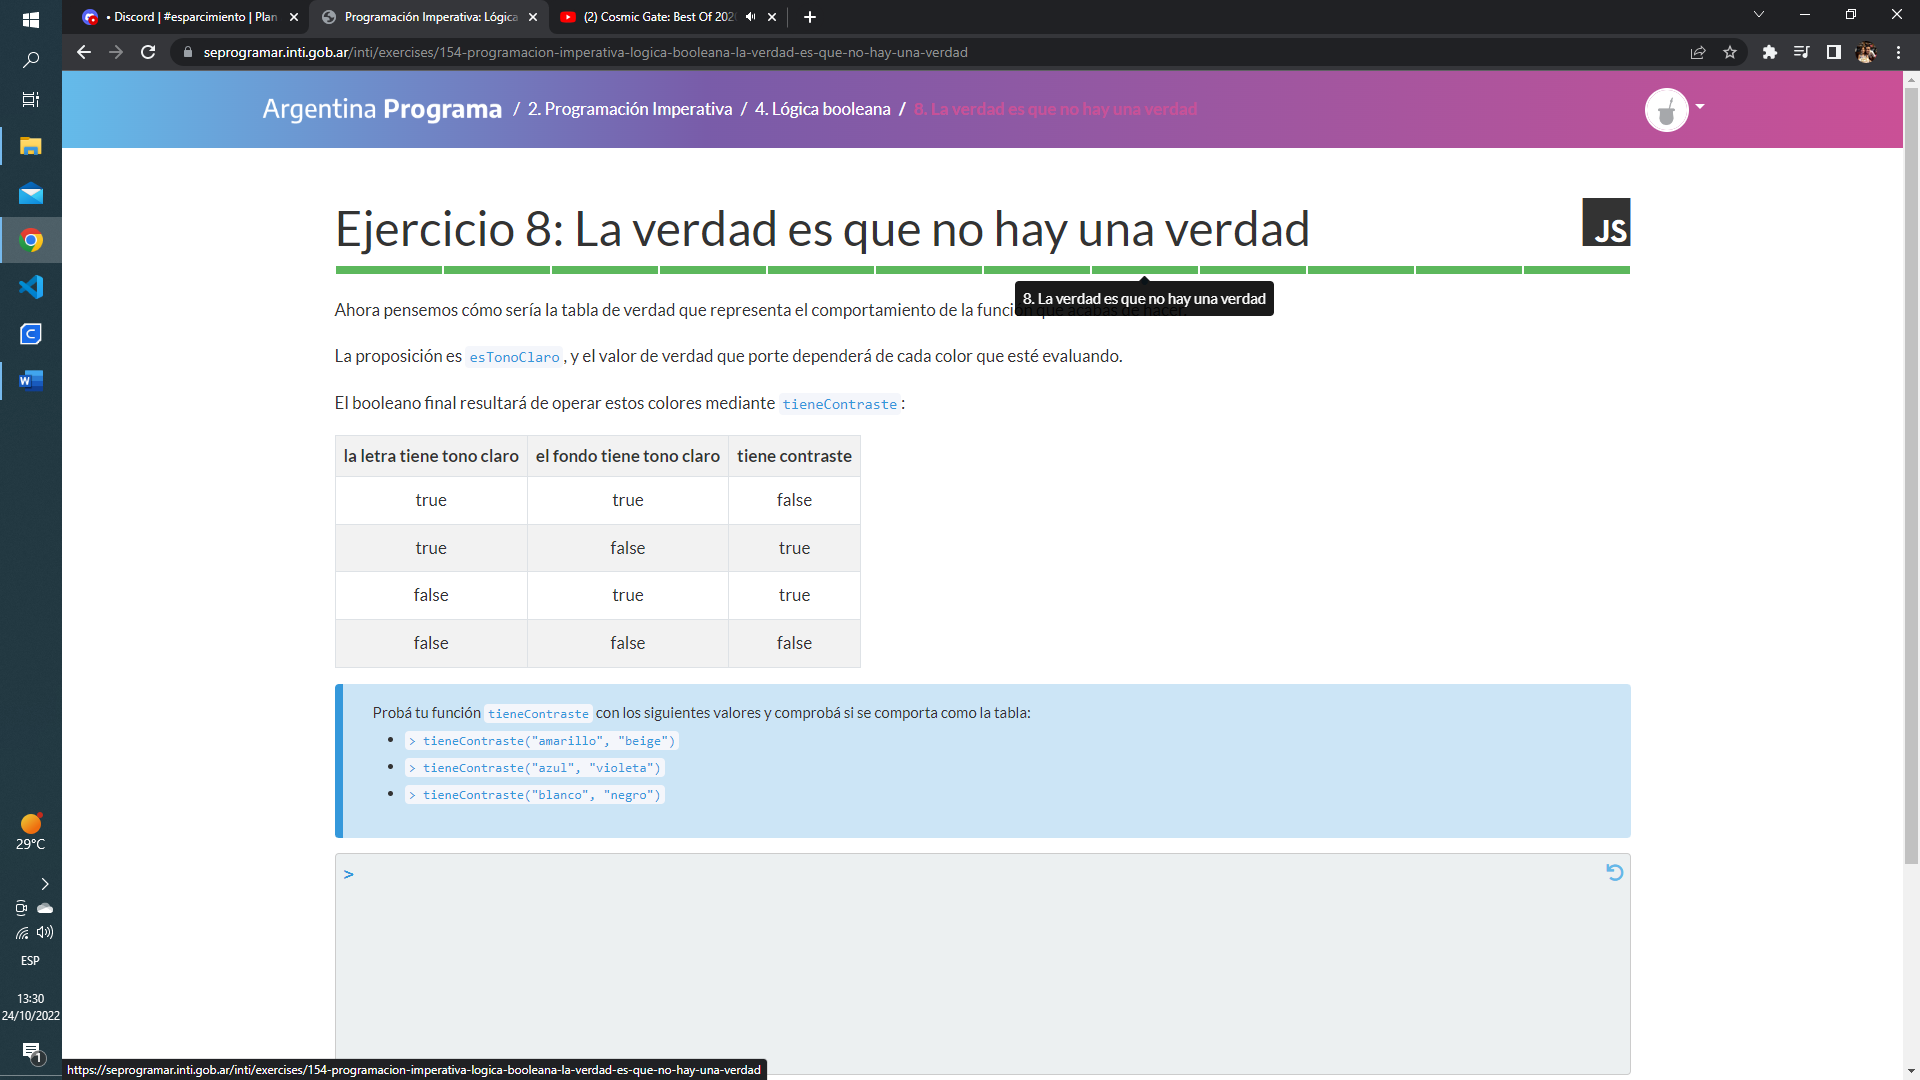 • Discord | #esparcimiento | Plan
Programación Imperativa: Lógica
(2) Cosmic Gate: Best Of 202
seprogramar.inti.gob.ar/inti/exercises/154-programacion-imperativa-logica-booleana-la-verdad-es-que-no-hay-una-verdad
Argentina Programa / 2. Programación Imperativa / 4. Lógica booleana / 8. La verdad es que no hay una verdad
Ejercicio 8: La verdad es que no hay una verdad
JS
8. La verdad es que no hay una verdad
Ahora pensemos cómo sería la tabla de verdad que representa el comportamiento de la función que acabás de hacer.
La proposición es esTonoClaro, y el valor de verdad que porte dependerá de cada color que esté evaluando.
El booleano final resultará de operar estos colores mediante tieneContraste:
la letra tiene tono claro el fondo tiene tono claro tiene contraste
true true false
true false true
false true true
false false false
Probá tu función tieneContraste con los siguientes valores y comprobá si se comporta como la tabla:
• > tieneContraste("amarillo", "beige")
• > tieneContraste("azul", "violeta")
• > tieneContraste("blanco", "negro")
>
29°C
ESP
13:30
24/10/2022
1
https://seprogramar.inti.gob.ar/inti/exercises/154-programacion-imperativa-logica-booleana-la-verdad-es-que-no-hay-una-verdad